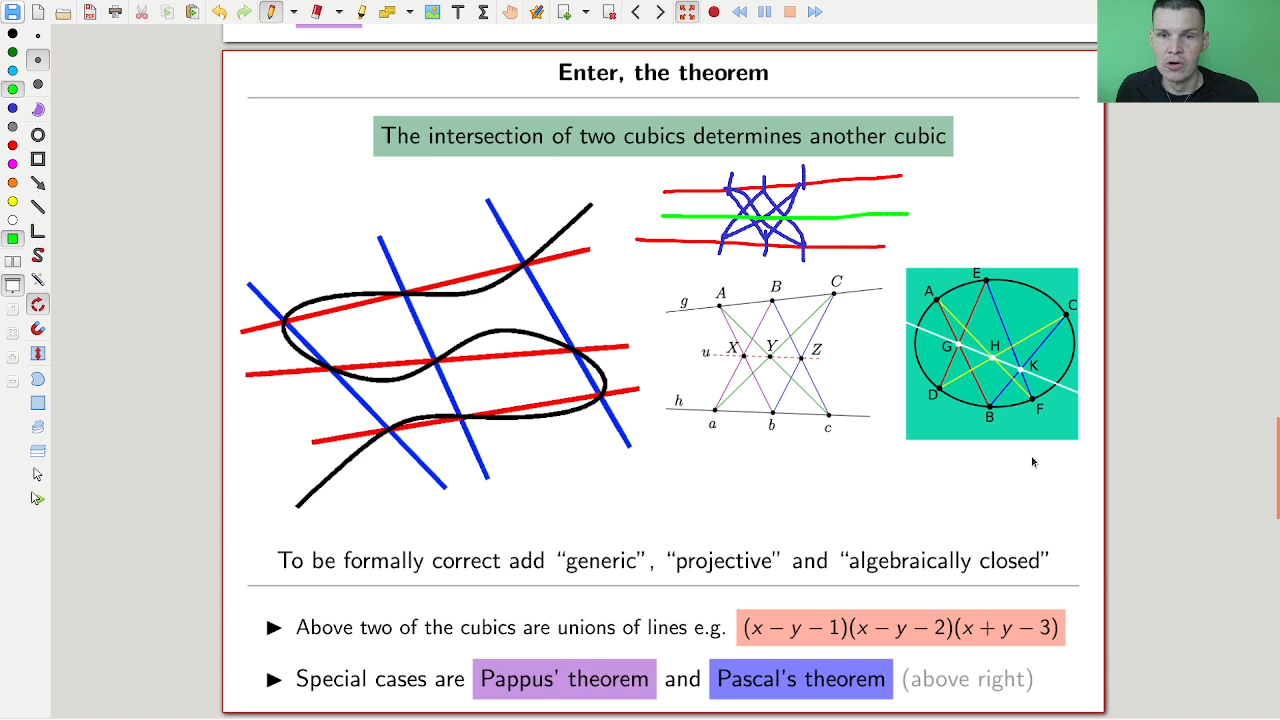 Enter, the theorem
The intersection of two cubics determines another cubic
g
A
B
C
u
X
Y
Z
h
a
b
c
E
A
C
G
H
K
D
B
F
To be formally correct add “generic”, “projective” and “algebraically closed”
▶ Above two of the cubics are unions of lines e.g. (x − y − 1)(x − y − 2)(x + y − 3)
▶ Special cases are Pappus’ theorem and Pascal’s theorem (above right)